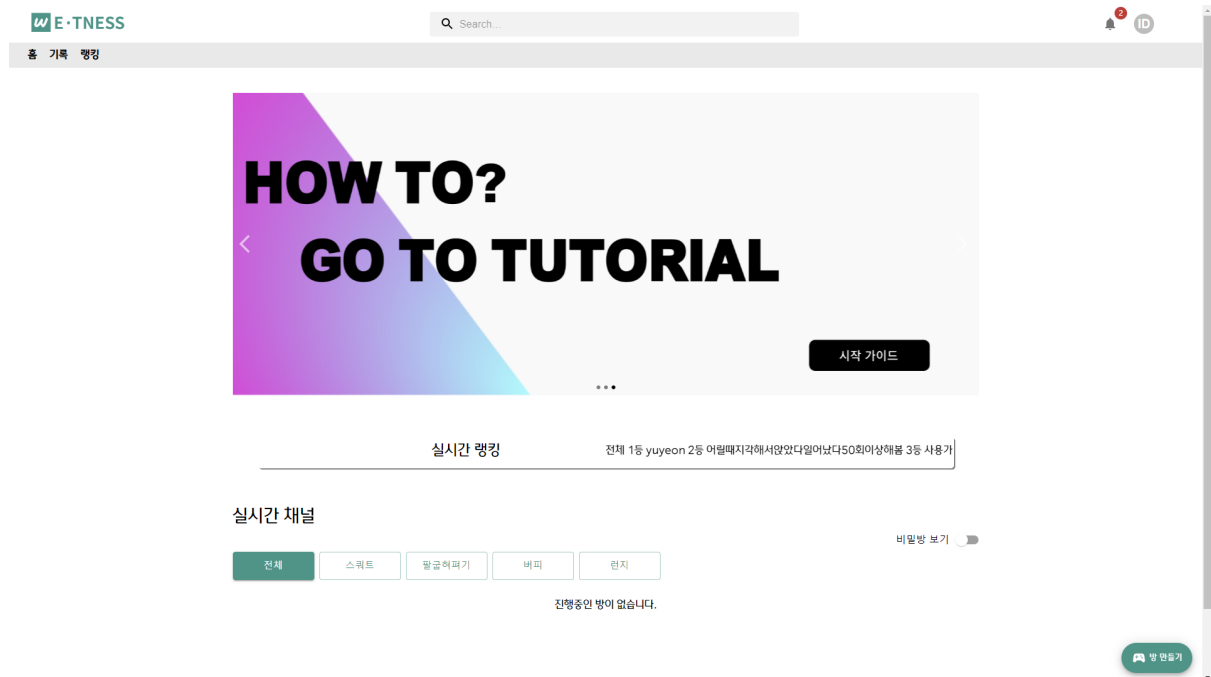 W E·TNESS
Search...
2
ID
홈 기록 랭킹
HOW TO?
GO TO TUTORIAL
시작 가이드
실시간 랭킹
전체 1등 yuyeon 2등 어릴때지각해서앉았다일어났다50회이상해봄 3등 사용가
실시간 채널
비밀방 보기
전체
스쿼트
팔굽혀펴기
버피
런지
진행중인 방이 없습니다.
방 만들기